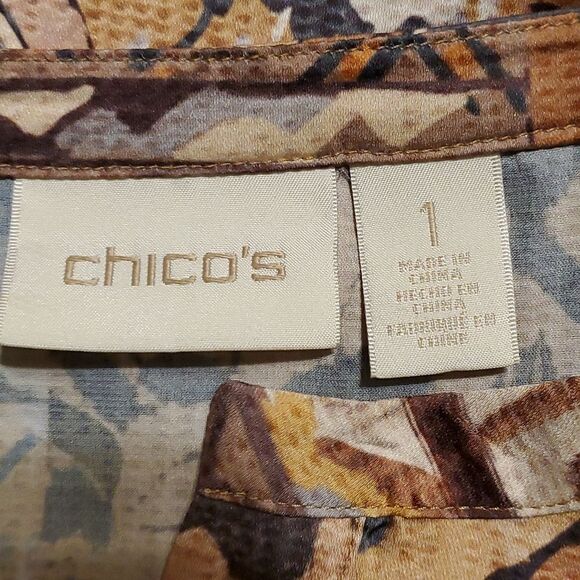 chico's
1
MADE IN
CHINA
HECHO EN
CHINA
FABRIQUÉ EN
CHINE